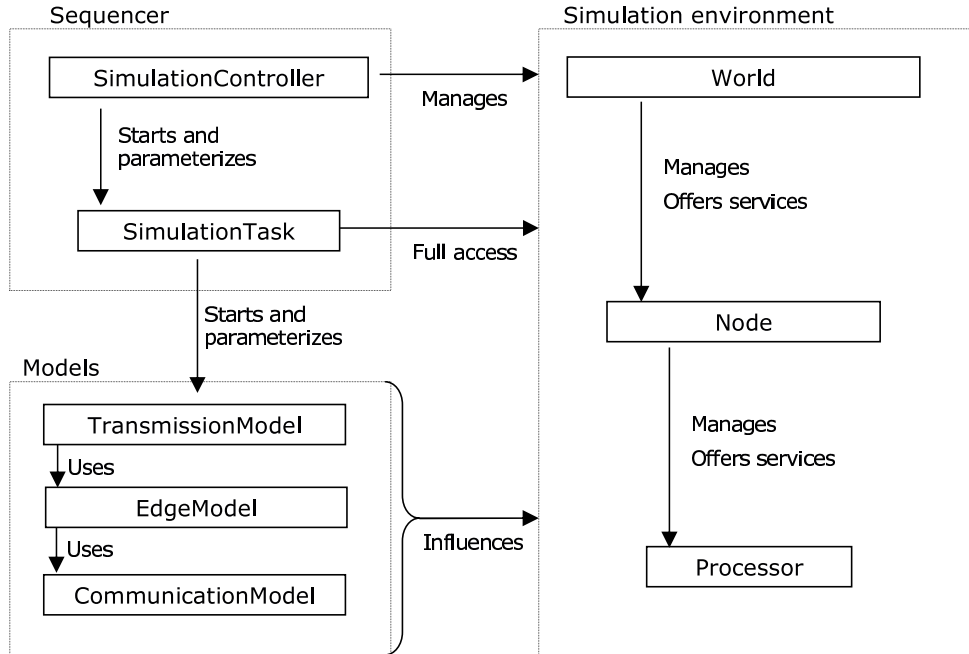 Sequencer
SimulationController
Starts and
parameterizes
SimulationTask
Manages
Full access
Starts and
parameterizes
Models
TransmissionModel
Uses
EdgeModel
Uses
CommunicationModel
Influences
Simulation environment
World
Manages
Offers services
Node
Manages
Offers services
Processor